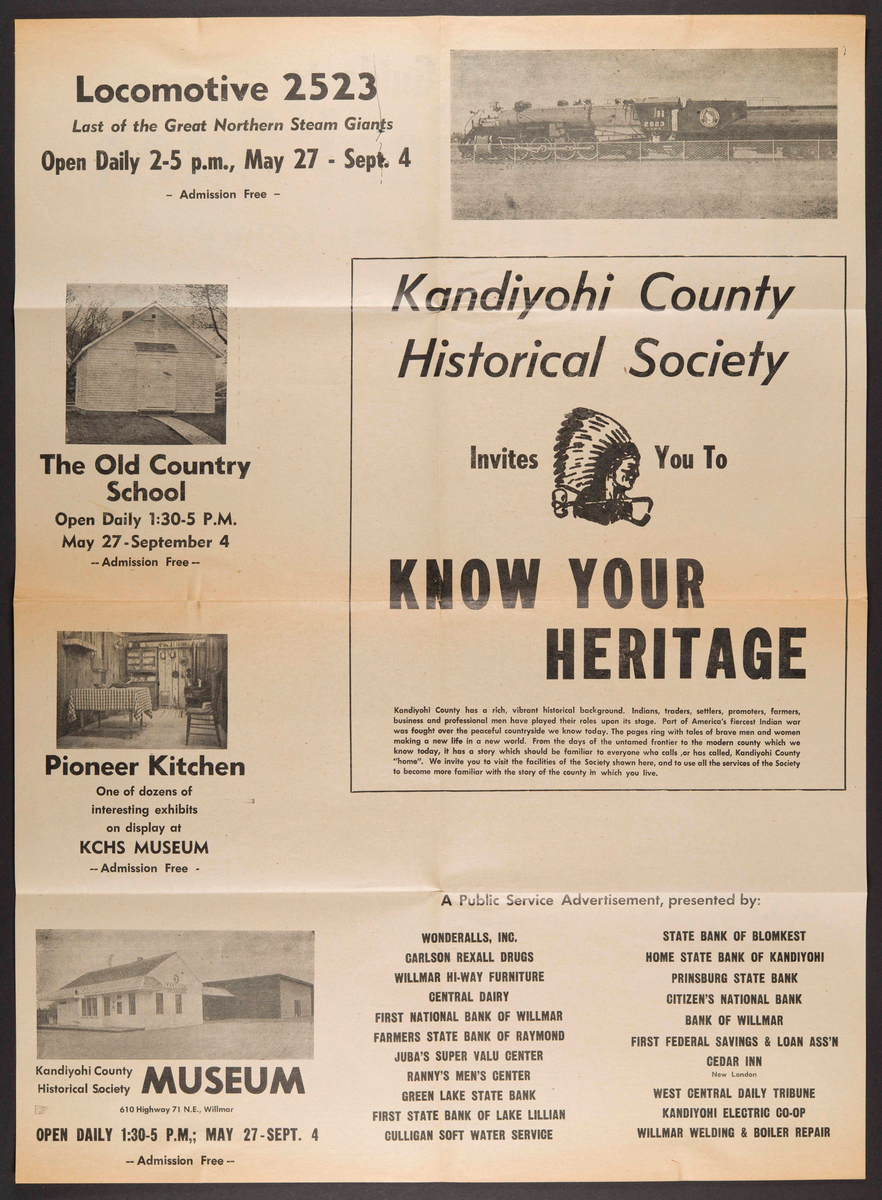 Locomotive 2523
Last of the Great Northern Steam Giants
Open Daily 2-5 p.m., May 27 - Sept. 4
- Admission Free -
2523
The Old Country
School
Open Daily 1:30-5 P.M.
May 27-September 4
-- Admission Free --
Pioneer Kitchen
One of dozens of
interesting exhibits
on display at
KCHS MUSEUM
-- Admission Free -
Kandiyohi County
Historical Society
MUSEUM
610 Highway 71 N.E., Willmar
OPEN DAILY 1:30-5 P.M,; MAY 27-SEPT. 4
-- Admission Free --
Kandiyohi County
Historical Society
Invites You To
KNOW YOUR
HERITAGE
Kandiyohi County has a rich, vibrant historical background. Indians, traders, settlers, promoters, farmers,
business and professional men have played their roles upon its stage. Part of America's fiercest Indian war
was fought over the peaceful countryside we know today. The pages ring with tales of brave men and women
making a new life in a new world. From the days of the untamed frontier to the modern county which we
know today, it has a story which should be familiar to everyone who calls ,or has called, Kandiyohi County
"home". We invite you to visit the facilities of the Society shown here, and to use all the services of the Society
to become more familiar with the story of the county in which you live.
A Public Service Advertisement, presented by:
WONDERALLS, INC.
CARLSON REXALL DRUGS
WILLMAR HI-WAY FURNITURE
CENTRAL DAIRY
FIRST NATIONAL BANK OF WILLMAR
FARMERS STATE BANK OF RAYMOND
JUBA'S SUPER VALU CENTER
RANNY'S MEN'S CENTER
GREEN LAKE STATE BANK
FIRST STATE BANK OF LAKE LILLIAN
CULLIGAN SOFT WATER SERVICE
STATE BANK OF BLOMKEST
HOME STATE BANK OF KANDIYOHI
PRINSBURG STATE BANK
CITIZEN'S NATIONAL BANK
BANK OF WILLMAR
FIRST FEDERAL SAVINGS & LOAN ASS'N
CEDAR INN
New London
WEST CENTRAL DAILY TRIBUNE
KANDIYOHI ELECTRIC CO-OP
WILLMAR WELDING & BOILER REPAIR